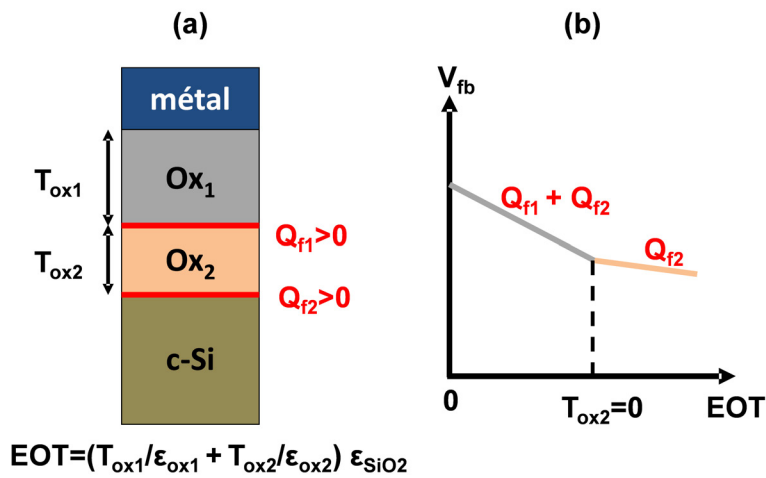 (a)
métal
Tox1
Ox1
Qf1>0
Tox2
Ox2
Qf2>0
c-Si
EOT=(Tox1/εox1 + Tox2/εox2) εSiO2
(b)
Vfb
Qf1 + Qf2
Qf2
0
Tox2=0
EOT